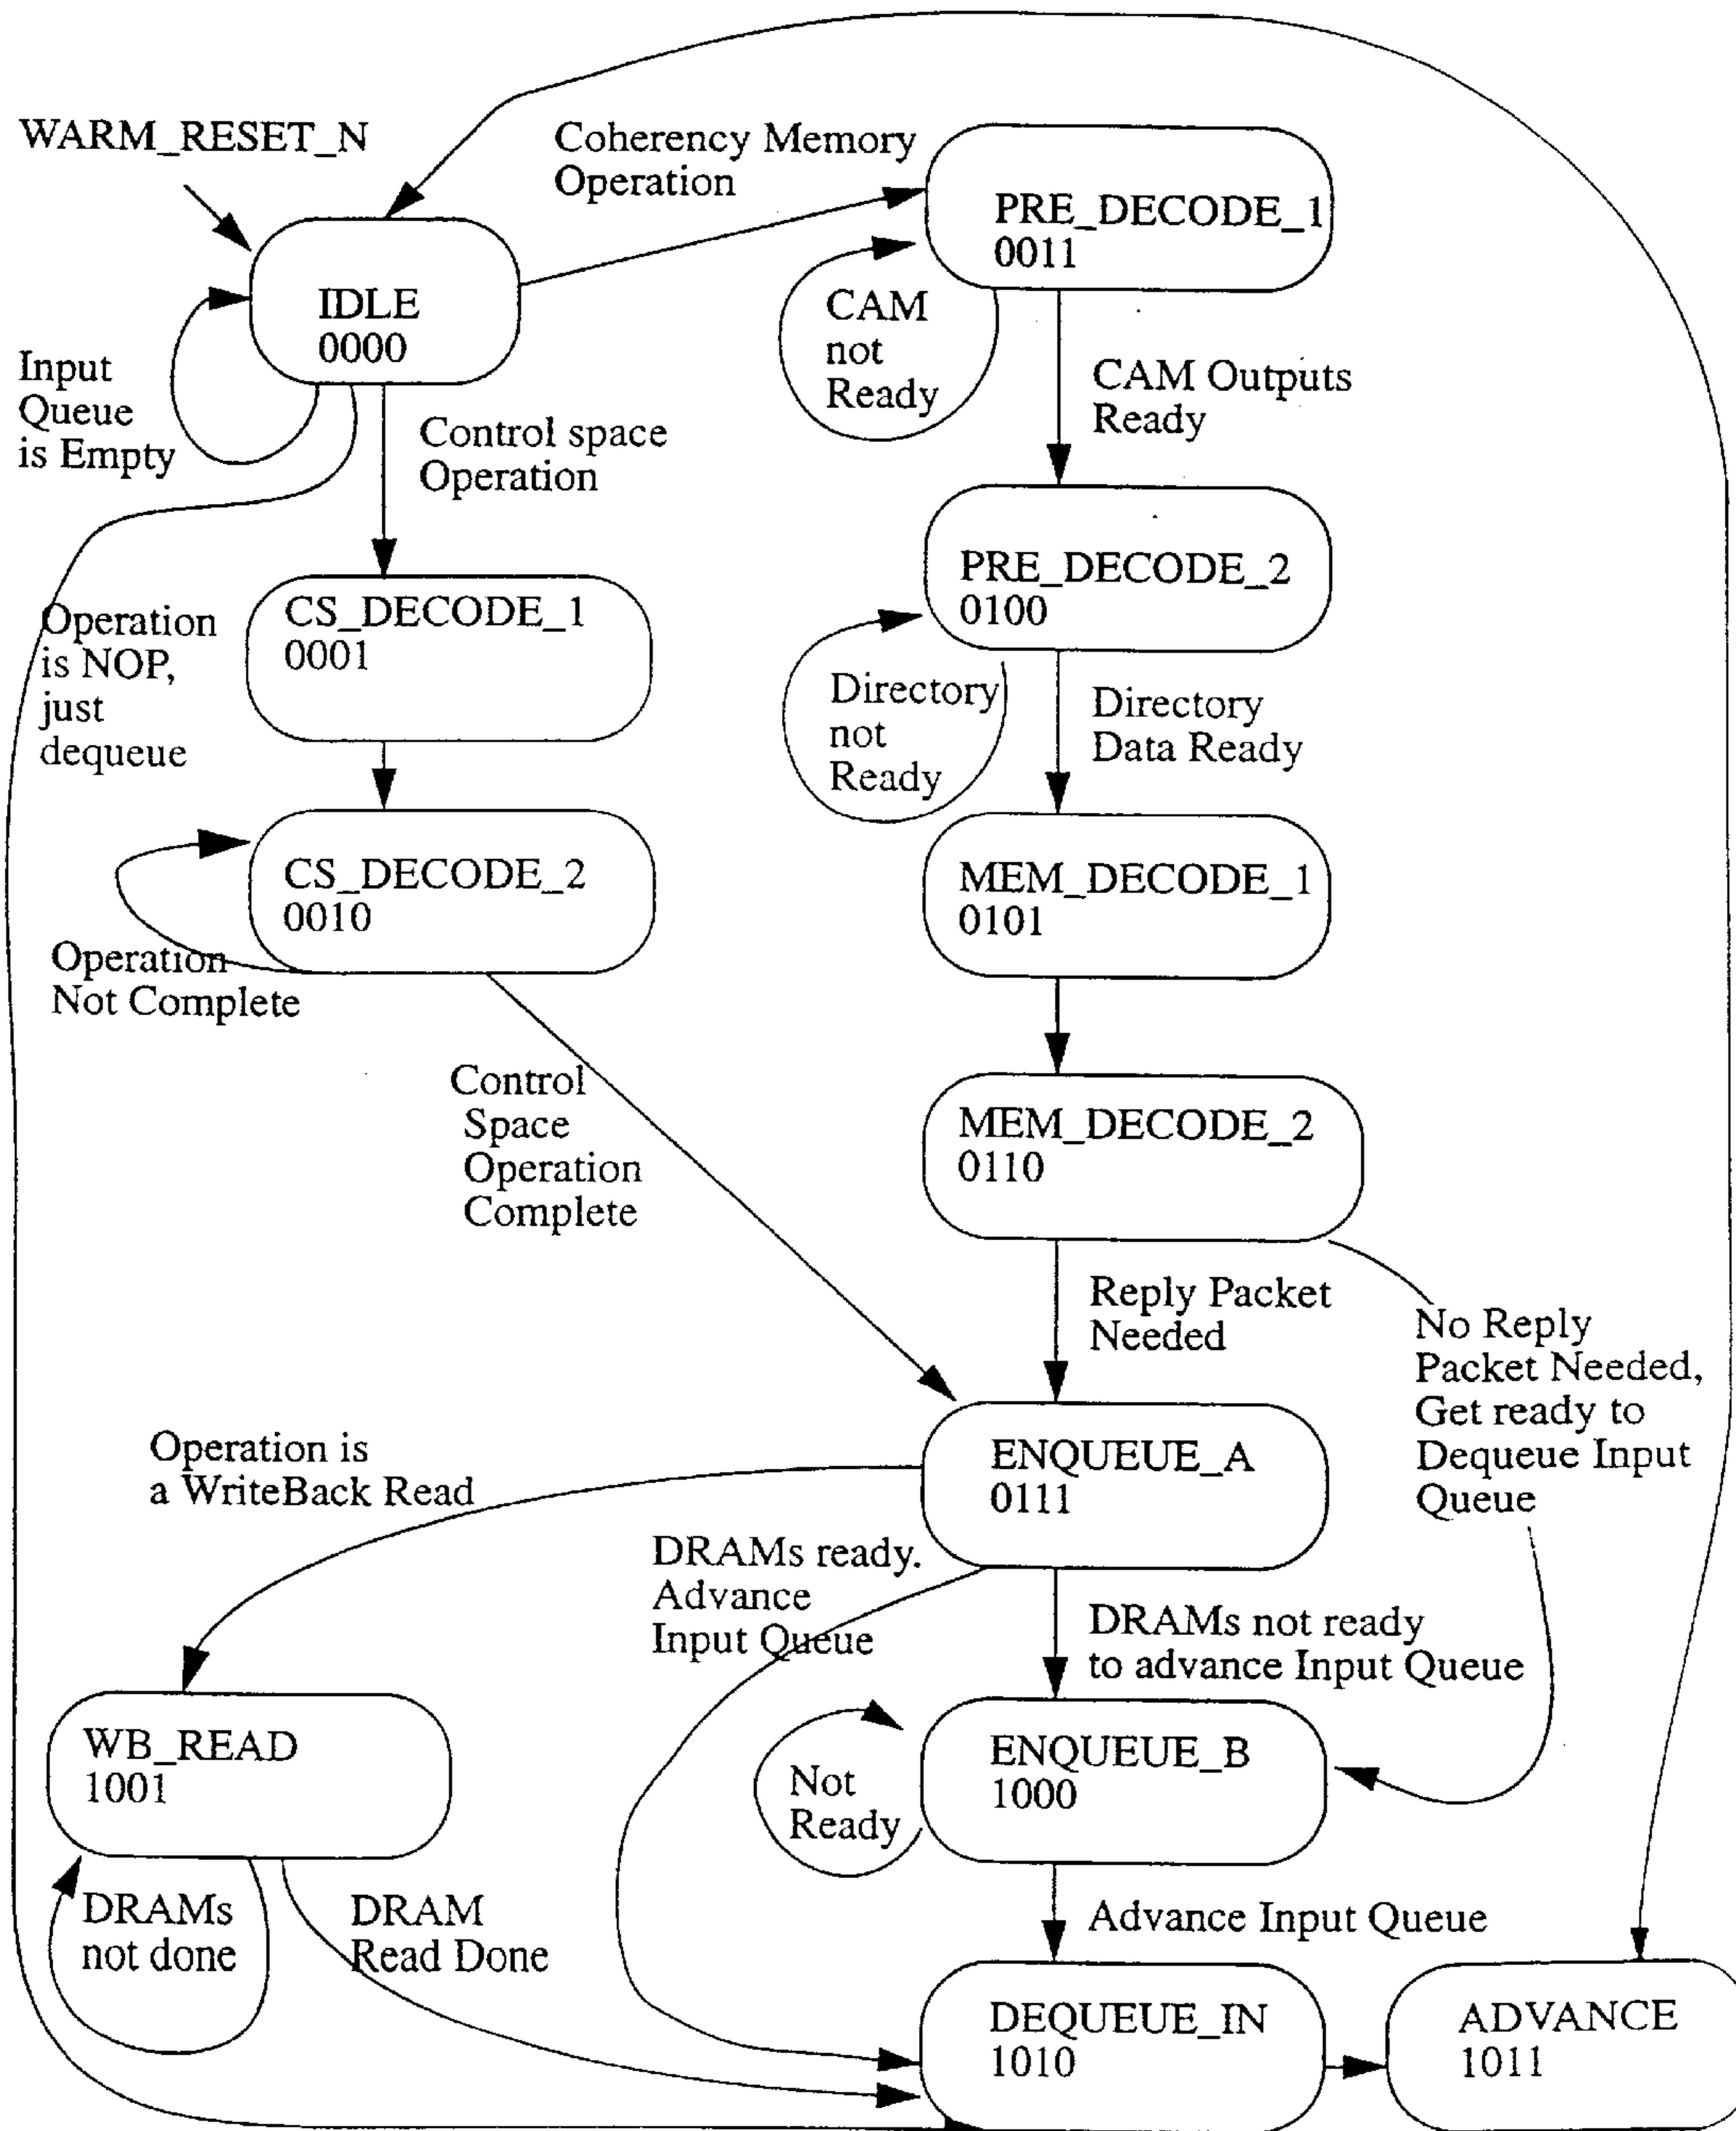 WARM_RESET_N
Coherency Memory
Operation
PRE_DECODE_1
0011
IDLE
0000
CAM
not
Ready
Input
Queue
is Empty
CAM Outputs
Ready
Control space
Operation
PRE_DECODE_2
0100
Operation
is NOP,
just
dequeue
CS_DECODE_1
0001
Directory
not
Ready
Directory
Data Ready
CS_DECODE_2
0010
MEM_DECODE_1
0101
Operation
Not Complete
Control
Space
Operation
Complete
MEM_DECODE_2
0110
Reply Packet
Needed
No Reply
Packet Needed,
Get ready to
Dequeue Input
Queue
Operation is
a WriteBack Read
ENQUEUE_A
0111
DRAMs ready.
Advance
Input Queue
DRAMs not ready
to advance Input Queue
WB_READ
1001
ENQUEUE_B
1000
Not
Ready
DRAMs
not done
DRAM
Read Done
Advance Input Queue
DEQUEUE_IN
1010
ADVANCE
1011